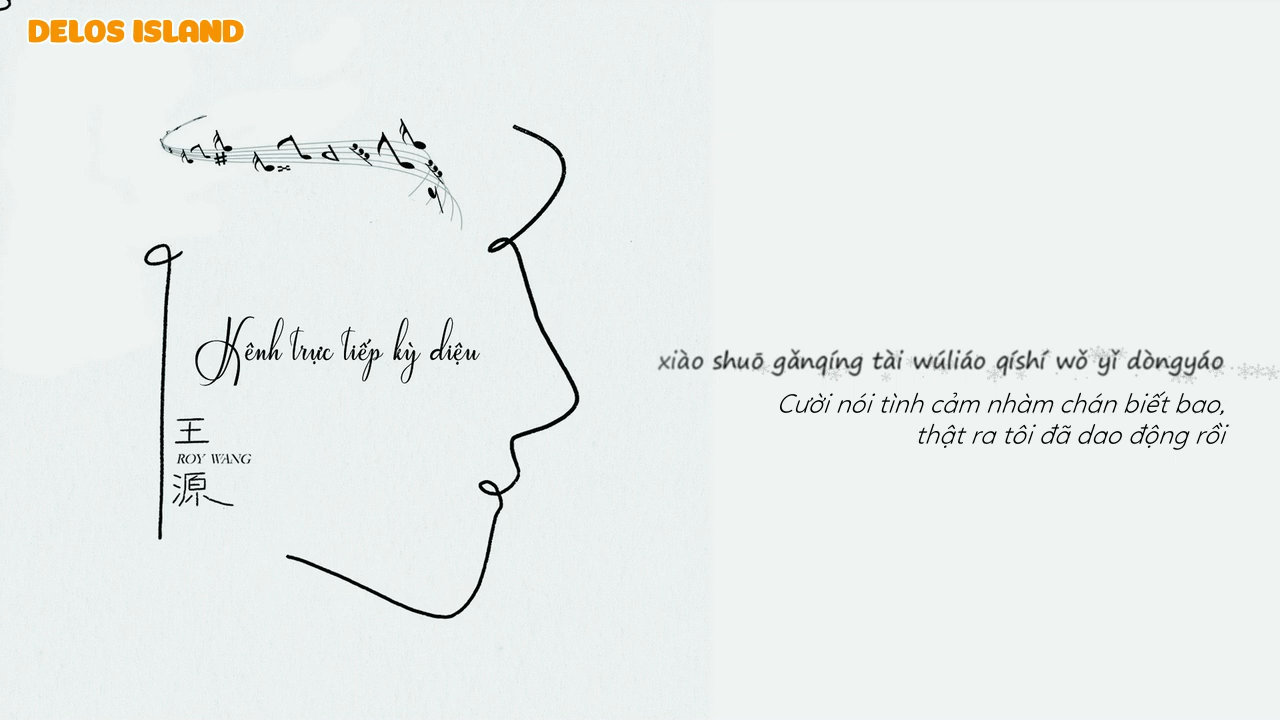 DELOS ISLAND
Kênh trực tiếp kỳ diệu
王
ROY WANG
源
xiào shuō gǎnqíng tài wúliáo qíshí wǒ yǐ dòngyáo
Cười nói tình cảm nhàm chán biết bao,
thật ra tôi đã dao động rồi